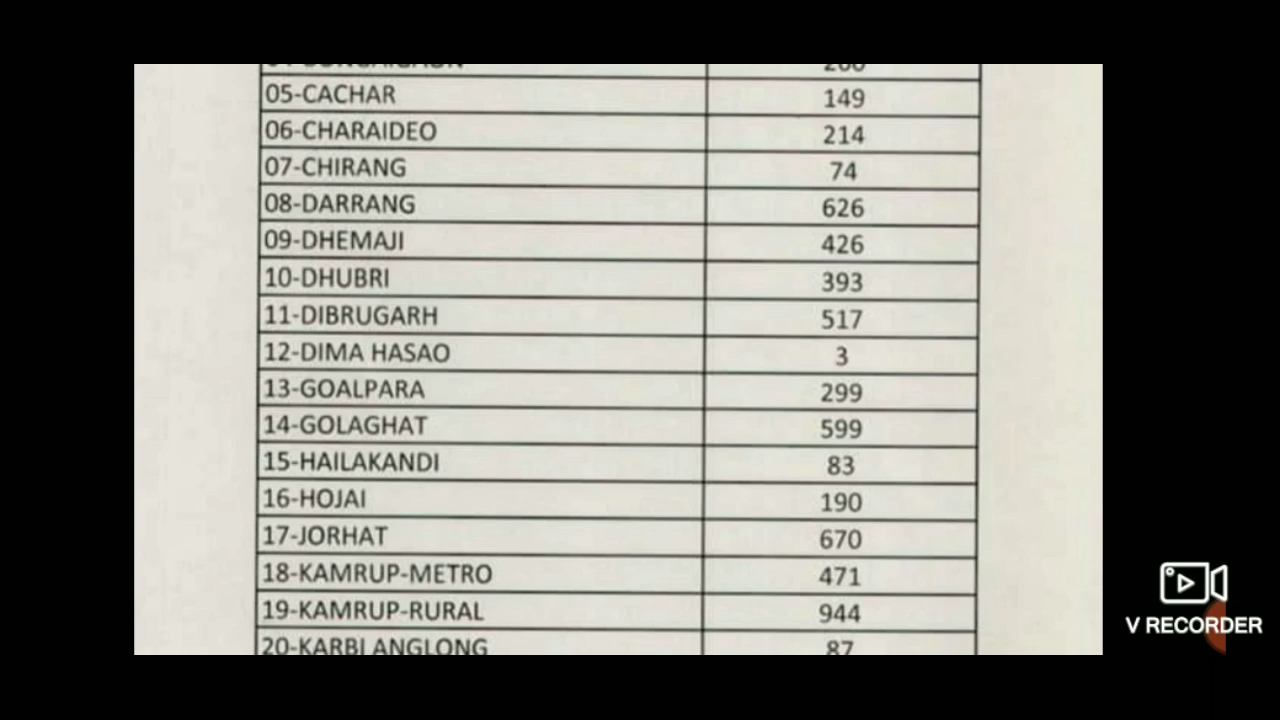 05-CACHAR 149
06-CHARAIDEO 214
07-CHIRANG 74
08-DARRANG 626
09-DHEMAJI 426
10-DHUBRI 393
11-DIBRUGARH 517
12-DIMA HASAO 3
13-GOALPARA 299
14-GOLAGHAT 599
15-HAILAKANDI 83
16-HOJAI 190
17-JORHAT 670
18-KAMRUP-METRO 471
19-KAMRUP-RURAL 944
20-KARBI ANGLONG 87
V RECORDER